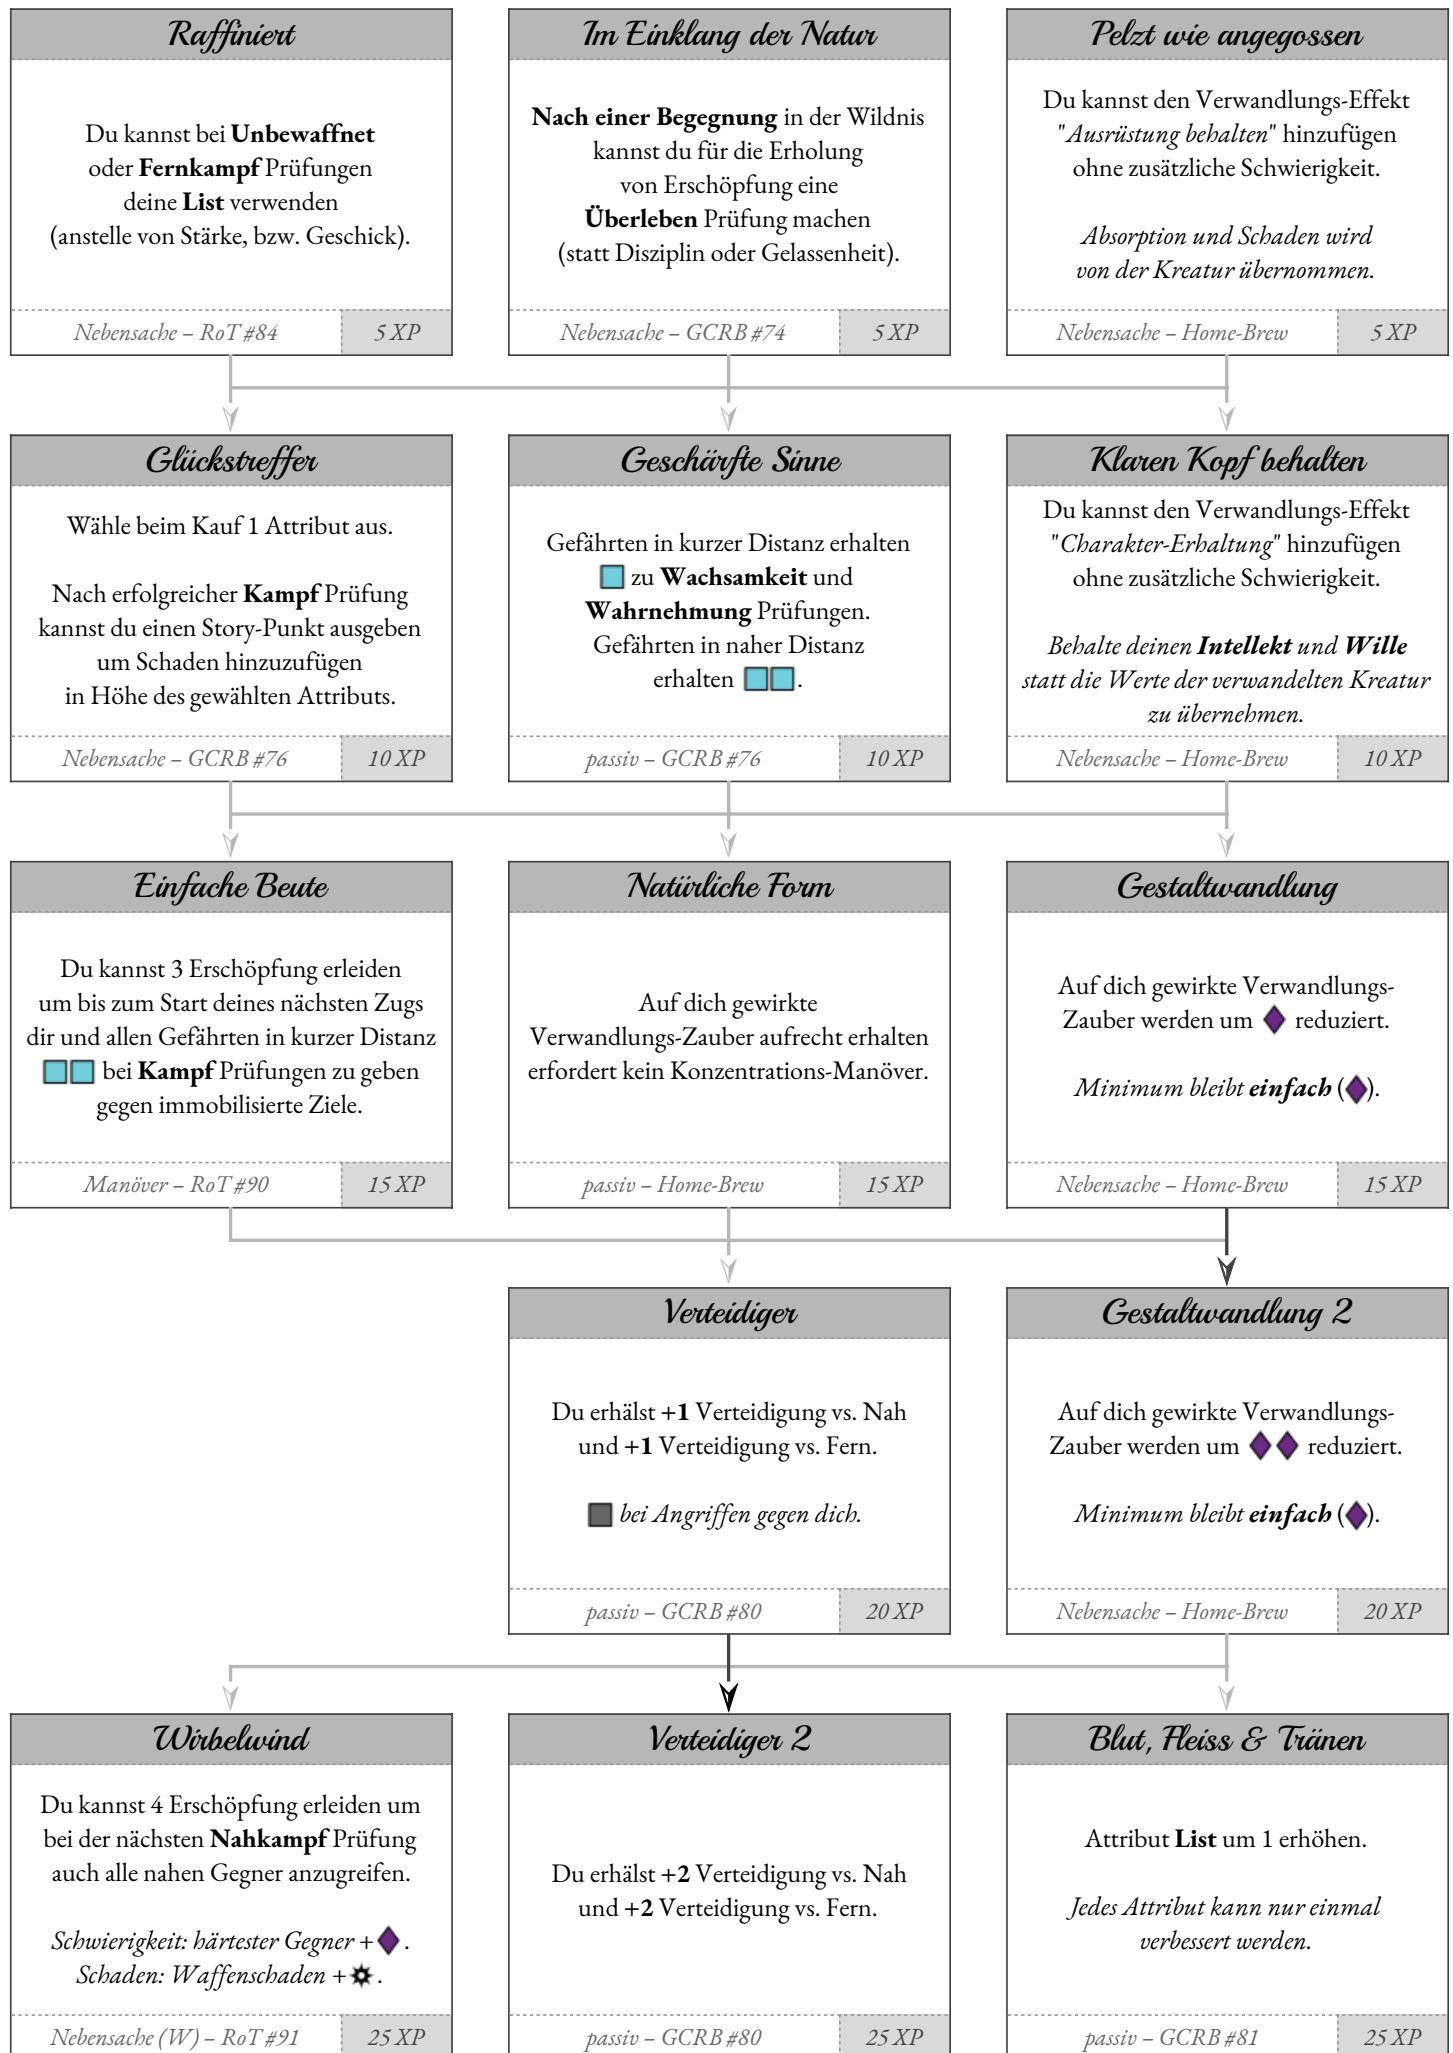 Raffiniert
Du kannst bei Unbewaffnet
oder Fernkampf Prüfungen
deine List verwenden
(anstelle von Stärke, bzw. Geschick).
Nebensache – RoT #84
5 XP
Im Einklang der Natur
Nach einer Begegnung in der Wildnis
kannst du für die Erholung
von Erschöpfung eine
Überleben Prüfung machen
(statt Disziplin oder Gelassenheit).
Nebensache – GCRB #74
5 XP
Pelzt wie angegossen
Du kannst den Verwandlungs-Effekt
"Ausrüstung behalten" hinzufügen
ohne zusätzliche Schwierigkeit.
Absorption und Schaden wird
von der Kreatur übernommen.
Nebensache – Home-Brew
5 XP
Glückstreffer
Wähle beim Kauf 1 Attribut aus.
Nach erfolgreicher Kampf Prüfung
kannst du einen Story-Punkt ausgeben
um Schaden hinzuzufügen
in Höhe des gewählten Attributs.
Nebensache – GCRB #76
10 XP
Geschärfte Sinne
Gefährten in kurzer Distanz erhalten
zu Wachsamkeit und
Wahrnehmung Prüfungen.
Gefährten in naher Distanz
erhalten .
passiv – GCRB #76
10 XP
Klaren Kopf behalten
Du kannst den Verwandlungs-Effekt
"Charakter-Erhaltung" hinzufügen
ohne zusätzliche Schwierigkeit.
Behalte deinen Intellekt und Wille
statt die Werte der verwandelten Kreatur
zu übernehmen.
Nebensache – Home-Brew
10 XP
Einfache Beute
Du kannst 3 Erschöpfung erleiden
um bis zum Start deines nächsten Zugs
dir und allen Gefährten in kurzer Distanz
bei Kampf Prüfungen zu geben
gegen immobilisierte Ziele.
Manöver – RoT #90
15 XP
Natürliche Form
Auf dich gewirkte
Verwandlungs-Zauber aufrecht erhalten
erfordert kein Konzentrations-Manöver.
passiv – Home-Brew
15 XP
Gestaltwandlung
Auf dich gewirkte Verwandlungs-
Zauber werden um reduziert.
Minimum bleibt einfach ().
Nebensache – Home-Brew
15 XP
Verteidiger
Du erhälst +1 Verteidigung vs. Nah
und +1 Verteidigung vs. Fern.
bei Angriffen gegen dich.
passiv – GCRB #80
20 XP
Gestaltwandlung 2
Auf dich gewirkte Verwandlungs-
Zauber werden um reduziert.
Minimum bleibt einfach ().
Nebensache – Home-Brew
20 XP
Wirbelwind
Du kannst 4 Erschöpfung erleiden um
bei der nächsten Nahkampf Prüfung
auch alle nahen Gegner anzugreifen.
Schwierigkeit: härtester Gegner + .
Schaden: Waffenschaden + .
Nebensache (W) – RoT #91
25 XP
Verteidiger 2
Du erhälst +2 Verteidigung vs. Nah
und +2 Verteidigung vs. Fern.
passiv – GCRB #80
25 XP
Blut, Fleiss & Tränen
Attribut List um 1 erhöhen.
Jedes Attribut kann nur einmal
verbessert werden.
passiv – GCRB #81
25 XP